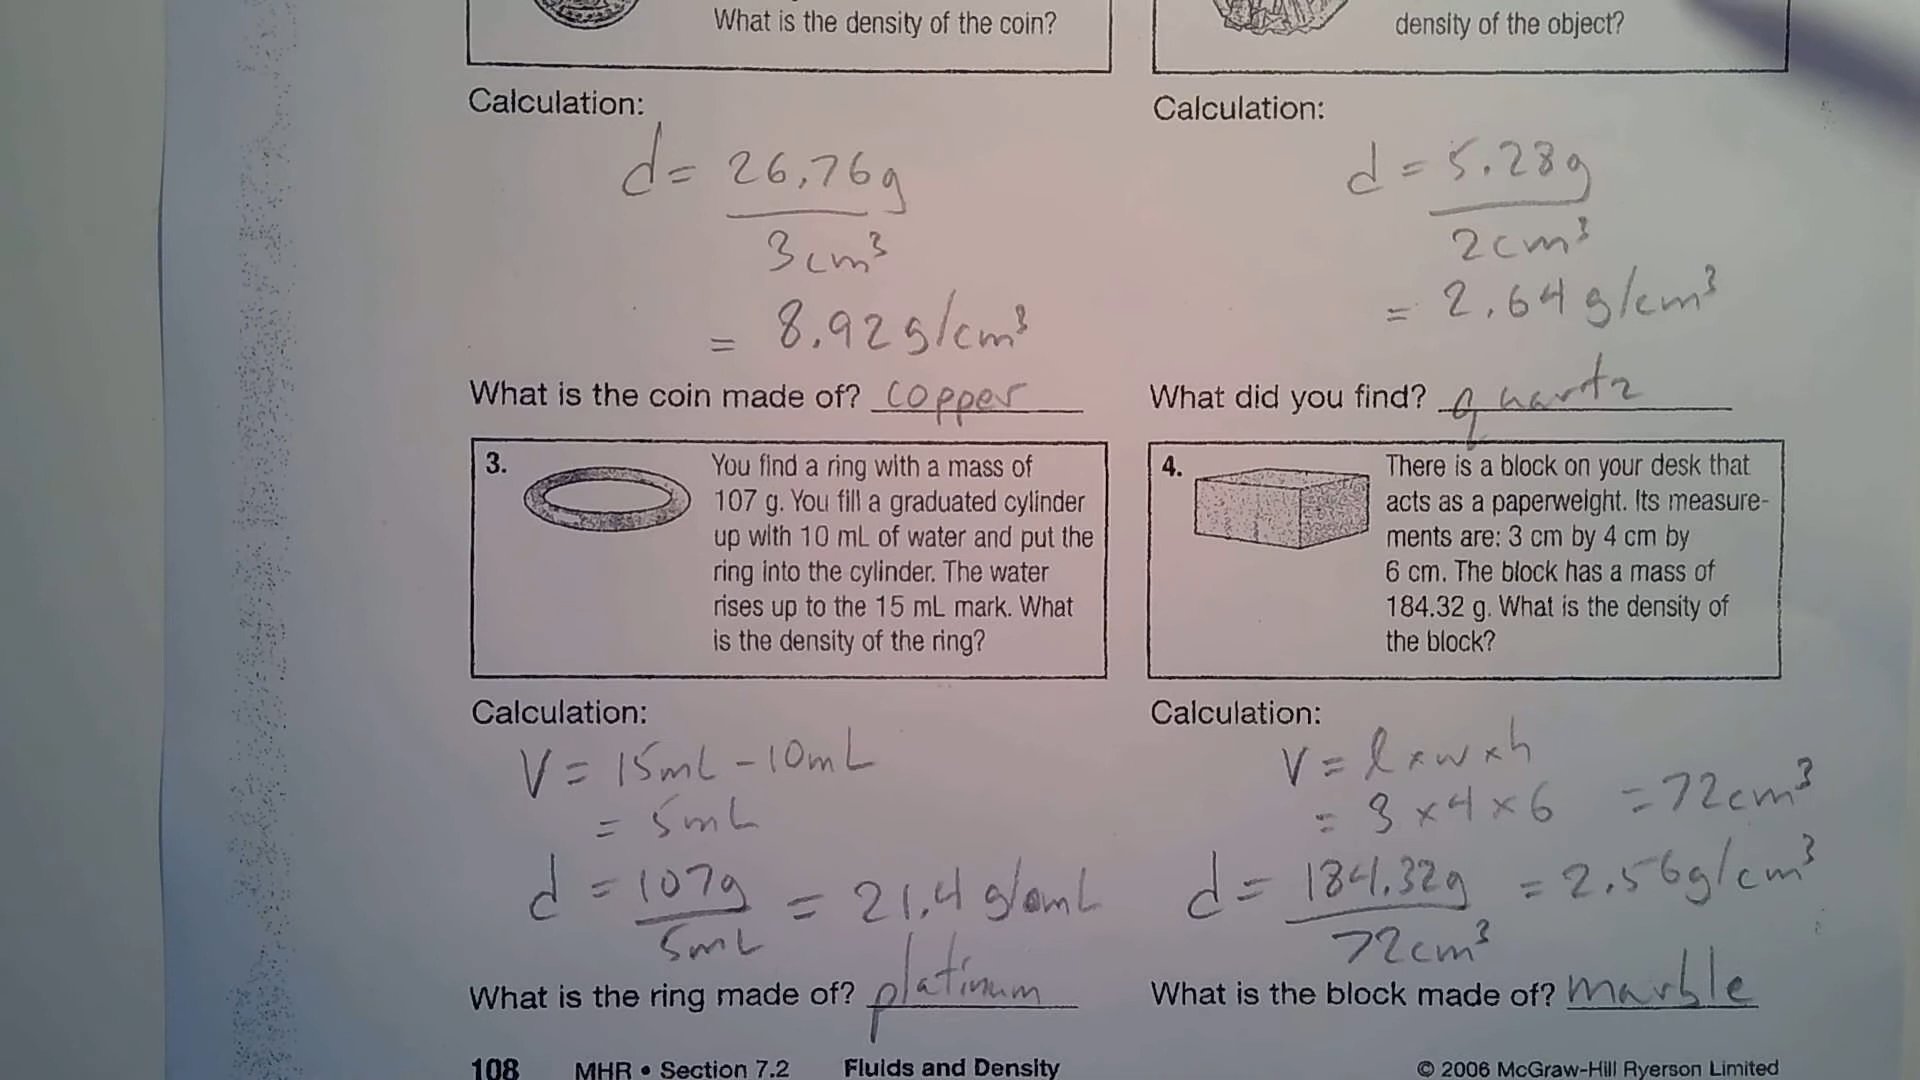 What is the density of the coin?
density of the object?
Calculation:
d = 26.76g
3cm³
= 8.92g/cm³
What is the coin made of? copper
Calculation:
d = 5.28g
2cm³
= 2.64 g/cm³
What did you find? quartz
3.
You find a ring with a mass of
107 g. You fill a graduated cylinder
up with 10 mL of water and put the
ring into the cylinder. The water
rises up to the 15 mL mark. What
is the density of the ring?
4.
There is a block on your desk that
acts as a paperweight. Its measure-
ments are: 3 cm by 4 cm by
6 cm. The block has a mass of
184.32 g. What is the density of
the block?
Calculation:
V = 15mL - 10mL
= 5mL
d = 107g = 21.4 g/mL
5mL
What is the ring made of? platinum
Calculation:
V = l × w × h
= 3 × 4 × 6 = 72cm³
d = 184.32g = 2.56g/cm³
72cm³
What is the block made of? marble
108 MHR • Section 7.2 Fluids and Density © 2006 McGraw-Hill Ryerson Limited